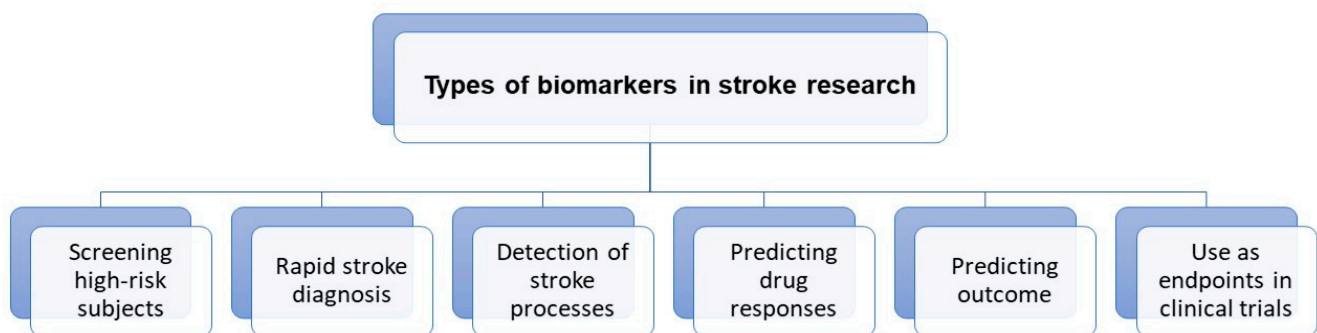 Types of biomarkers in stroke research
Screening
high-risk
subjects
Rapid stroke
diagnosis
Detection of
stroke
processes
Predicting
drug
responses
Predicting
outcome
Use as
endpoints in
clinical trials